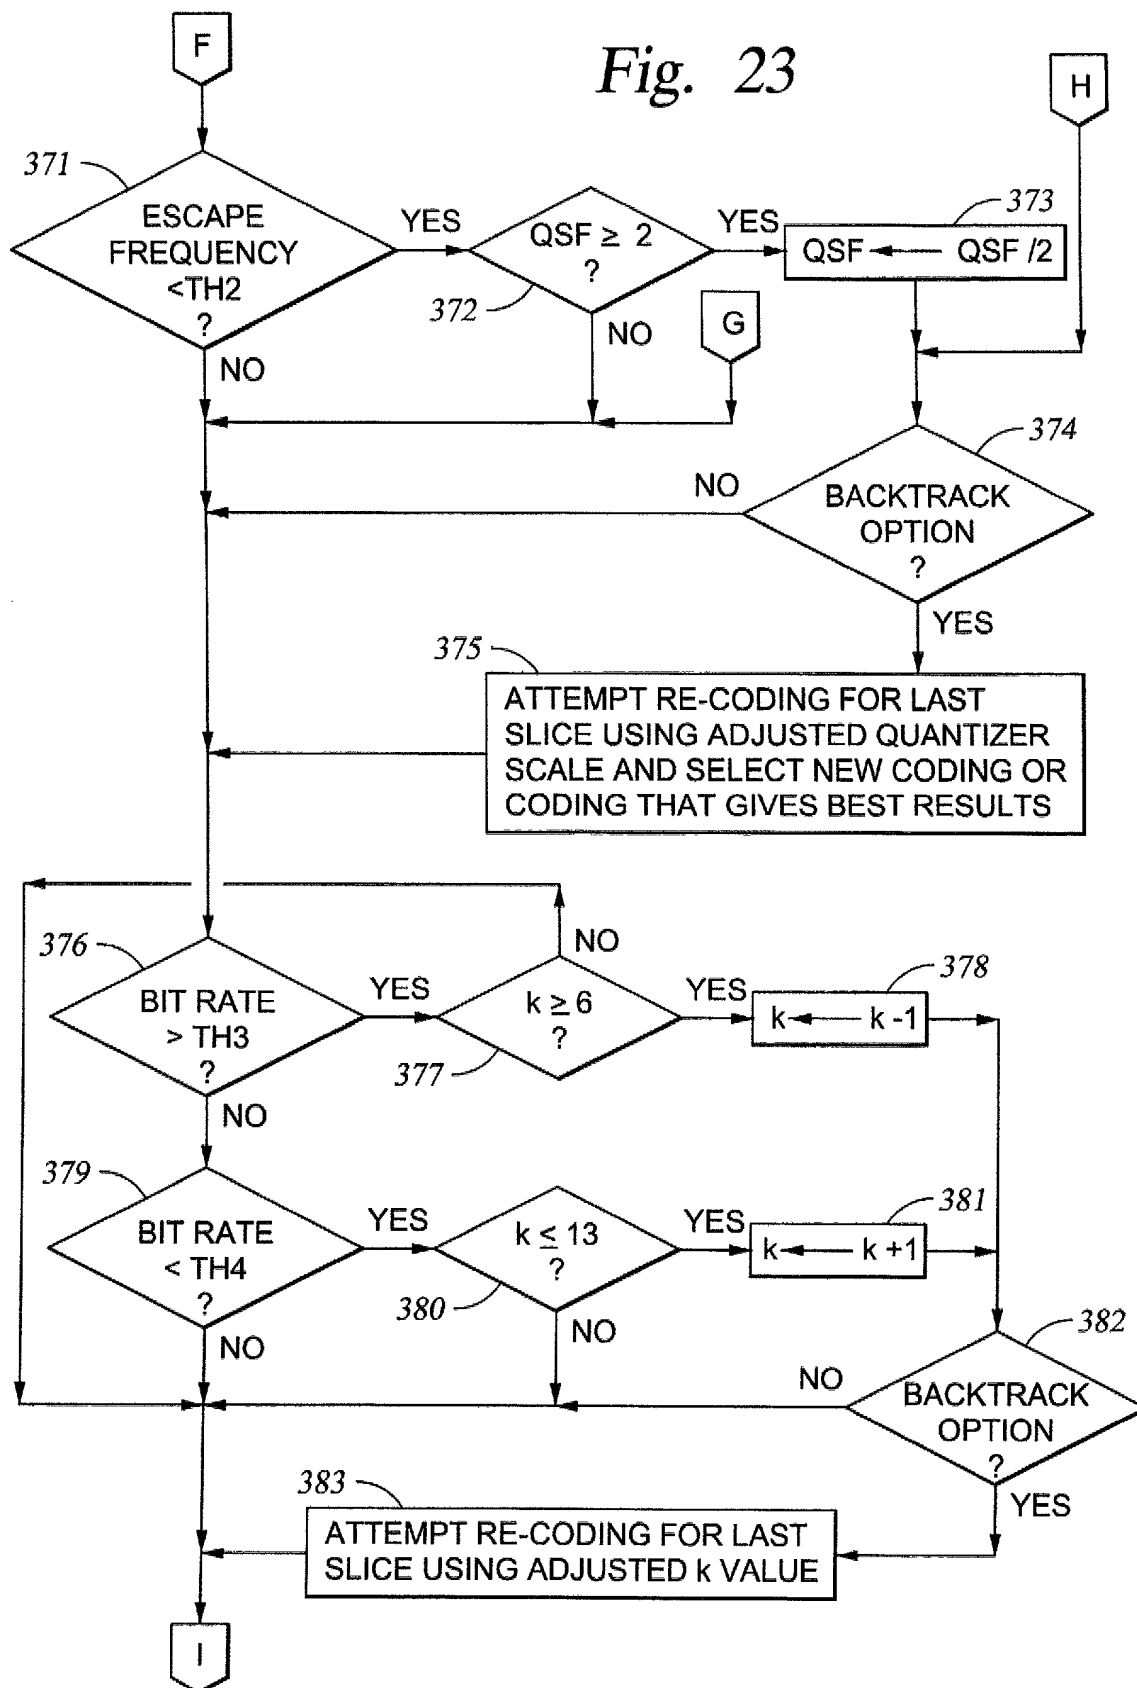 F
Fig. 23
H
371
ESCAPE
FREQUENCY
<TH2
?
YES
NO
QSF ≥ 2
?
372
YES
NO
373
QSF ← QSF /2
G
374
BACKTRACK
OPTION
?
NO
YES
375
ATTEMPT RE-CODING FOR LAST
SLICE USING ADJUSTED QUANTIZER
SCALE AND SELECT NEW CODING OR
CODING THAT GIVES BEST RESULTS
376
BIT RATE
> TH3
?
YES
NO
k ≥ 6
?
377
NO
YES
378
k ← k -1
379
BIT RATE
< TH4
?
YES
NO
k ≤ 13
?
380
YES
NO
381
k ← k +1
382
BACKTRACK
OPTION
?
NO
YES
383
ATTEMPT RE-CODING FOR LAST
SLICE USING ADJUSTED k VALUE
I